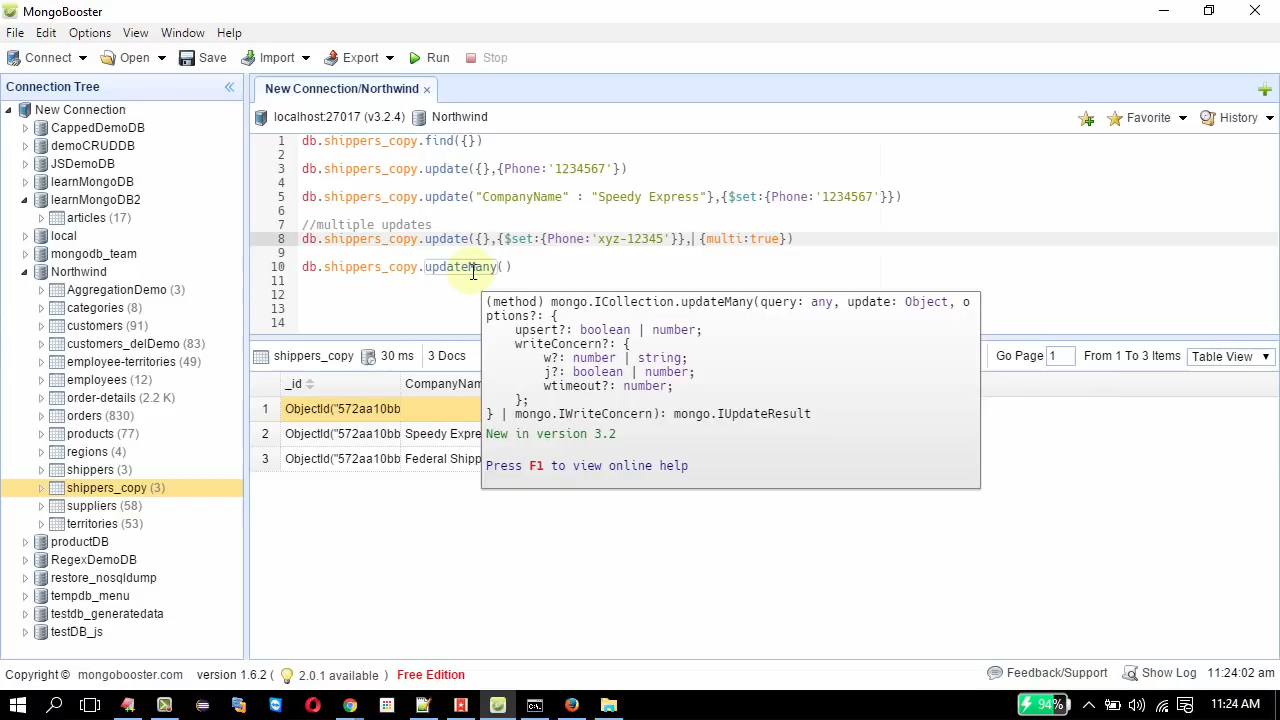 MongoBooster
File Edit Options View Window Help
Connect Open Save Import Export Run Stop
Connection Tree
New Connection
CappedDemoDB
demoCRUDDB
JSDemoDB
learnMongoDB
learnMongoDB2
articles (17)
local
mongodb_team
Northwind
AggregationDemo (3)
categories (8)
customers (91)
customers_delDemo (83)
employee-territories (49)
employees (12)
order-details (2.2 K)
orders (830)
products (77)
regions (4)
shippers (3)
shippers_copy (3)
suppliers (58)
territories (53)
productDB
RegexDemoDB
restore_nosqldump
tempdb_menu
testdb_generatedata
testDB_js
New Connection/Northwind ×
localhost:27017 (v3.2.4) Northwind Favorite History
1 db.shippers_copy.find({})
2
3 db.shippers_copy.update({},{Phone:'1234567'})
4
5 db.shippers_copy.update("CompanyName" : "Speedy Express"},{$set:{Phone:'1234567'}})
6
7 //multiple updates
8 db.shippers_copy.update({},{$set:{Phone:'xyz-12345'}}, {multi:true})
9
10 db.shippers_copy.updateMany()
11
12
13
14
(method) mongo.ICollection.updateMany(query: any, update: Object, o
ptions?: {
upsert?: boolean | number;
writeConcern?: {
w?: number | string;
j?: boolean | number;
wtimeout?: number;
};
} | mongo.IWriteConcern): mongo.IUpdateResult
New in version 3.2
Press F1 to view online help
shippers_copy 30 ms 3 Docs Go Page 1 From 1 To 3 Items Table View
_id CompanyName
1 ObjectId("572aa10bb
2 ObjectId("572aa10bb Speedy Expre
3 ObjectId("572aa10bb Federal Shipp
Copyright © mongobooster.com version 1.6.2 ( 2.0.1 available ) Free Edition Feedback/Support Show Log 11:24:02 am
94% 11:24 AM